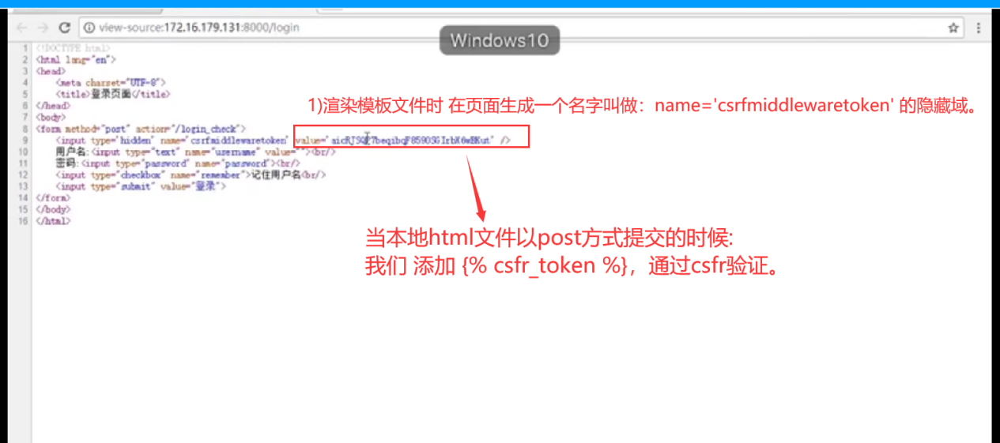 view-source:172.16.179.131:8000/login
Windows10
1 <!DOCTYPE html>
2 <html lang="en">
3 <head>
4 <meta charset="UTF-8">
5 <title>登录页面</title>
6 </head>
7 <body>
8 <form method="post" action="/login_check">
9 <input type='hidden' name='csrfmiddlewaretoken' value=' />
10 用户名:<input type="text" name="username" value=""><br/>
11 密码:<input type="password" name="password"><br/>
12 <input type="checkbox" name="remember">记住用户名<br/>
13 <input type="submit" value="登录">
14 </form>
15 </body>
16 </html>
1)渲染模板文件时 在页面生成一个名字叫做：name='csrfmiddlewaretoken' 的隐藏域。
当本地html文件以post方式提交的时候:
我们 添加 {% csfr_token %}，通过csfr验证。